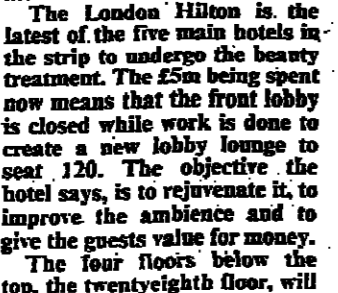 The London Hilton is the
latest of the five main hotels in
the strip to undergo the beauty
treatment. The £5m being spent
now means that the front lobby
is closed while work is done to
create a new lobby lounge to
seat 120. The objective the
hotel says, is to rejuvenate it, to
improve the ambience and to
give the guests value for money.
The four floors below the
top, the twentyeighth floor, will